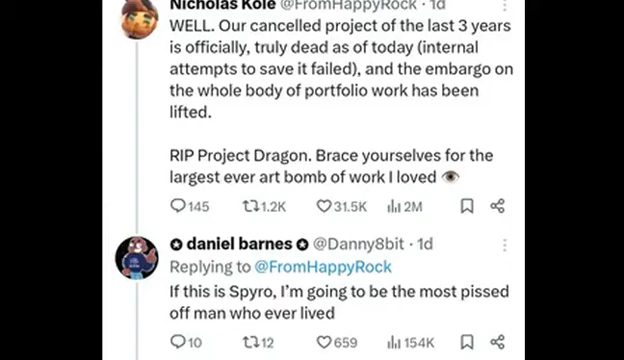 Nicholas Kole @FromHappyRock · 1d
WELL. Our cancelled project of the last 3 years
is officially, truly dead as of today (internal
attempts to save it failed), and the embargo on
the whole body of portfolio work has been
lifted.
RIP Project Dragon. Brace yourselves for the
largest ever art bomb of work I loved 👁️
145 1.2K 31.5K 2M
✪ daniel barnes ✪ @Danny8bit · 1d
Replying to @FromHappyRock
If this is Spyro, I'm going to be the most pissed
off man who ever lived
10 12 659 154K